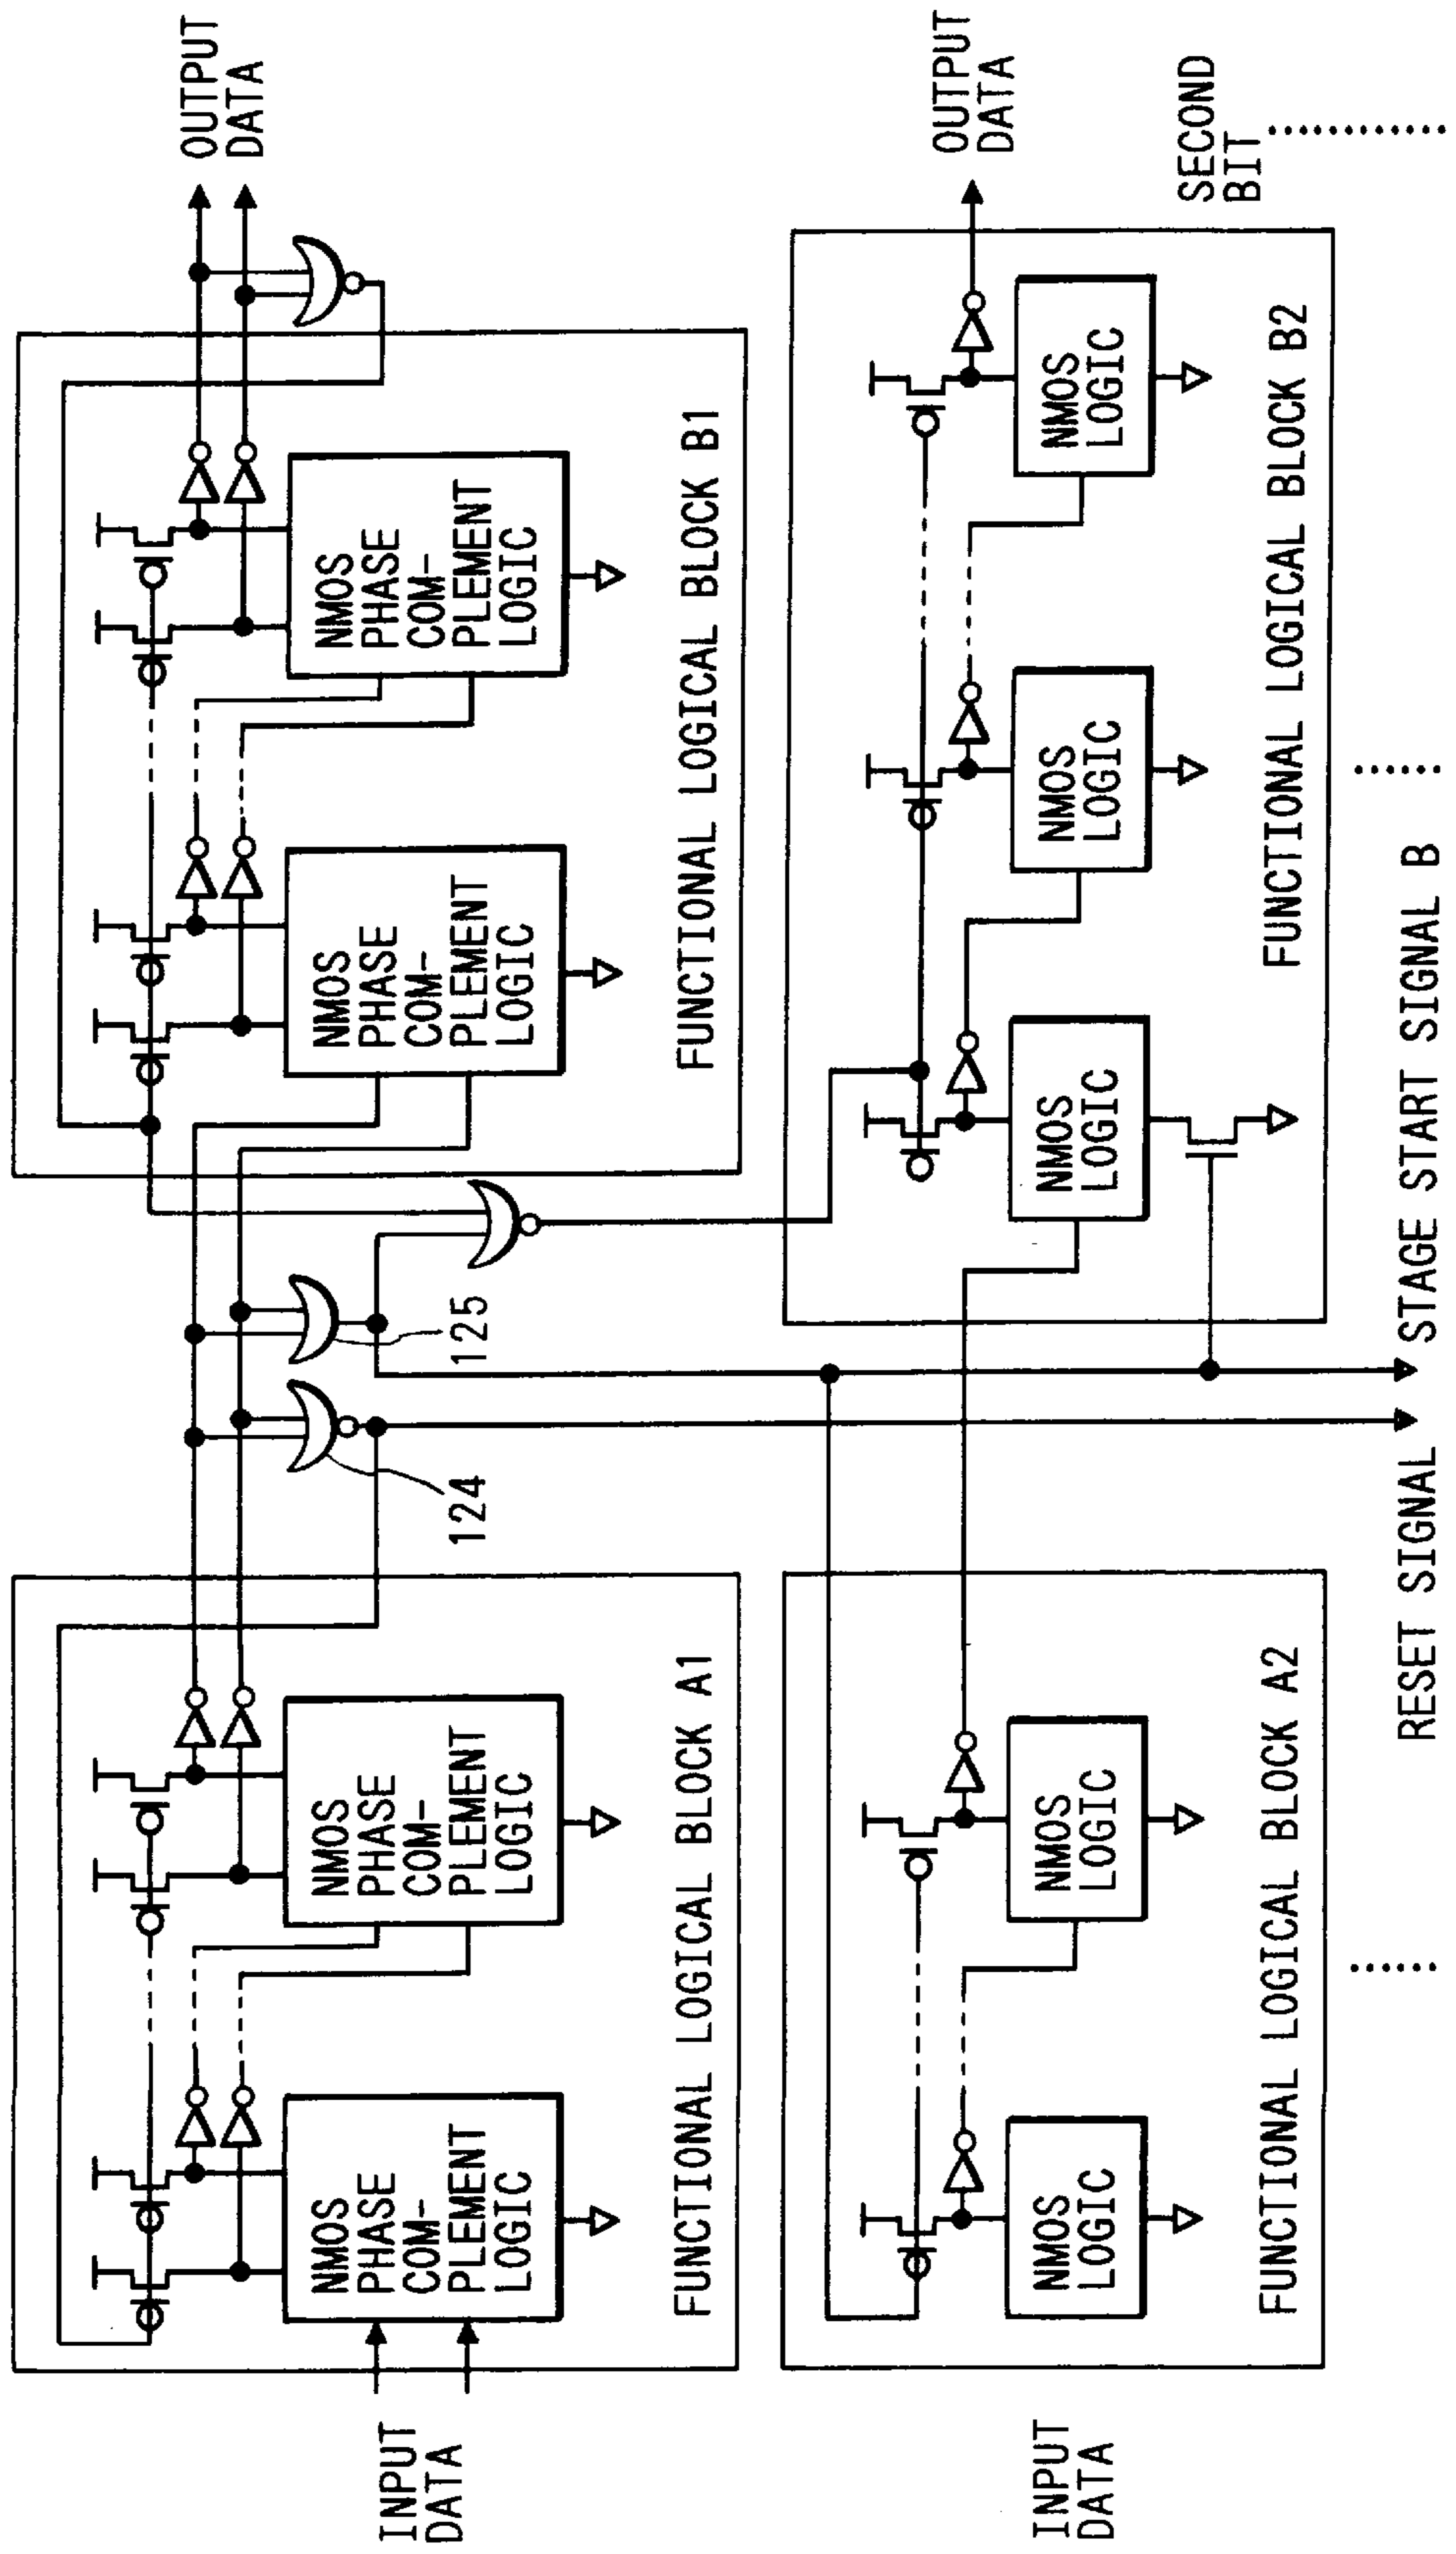 INPUT
DATA
NMOS
PHASE
COM-
PLEMENT
LOGIC
NMOS
PHASE
COM-
PLEMENT
LOGIC
FUNCTIONAL LOGICAL BLOCK A1
124
125
NMOS
PHASE
COM-
PLEMENT
LOGIC
NMOS
PHASE
COM-
PLEMENT
LOGIC
FUNCTIONAL LOGICAL BLOCK B1
OUTPUT
DATA
INPUT
DATA
NMOS
LOGIC
NMOS
LOGIC
FUNCTIONAL LOGICAL BLOCK A2
NMOS
LOGIC
NMOS
LOGIC
NMOS
LOGIC
FUNCTIONAL LOGICAL BLOCK B2
OUTPUT
DATA
SECOND
BIT
RESET SIGNAL
STAGE START SIGNAL B